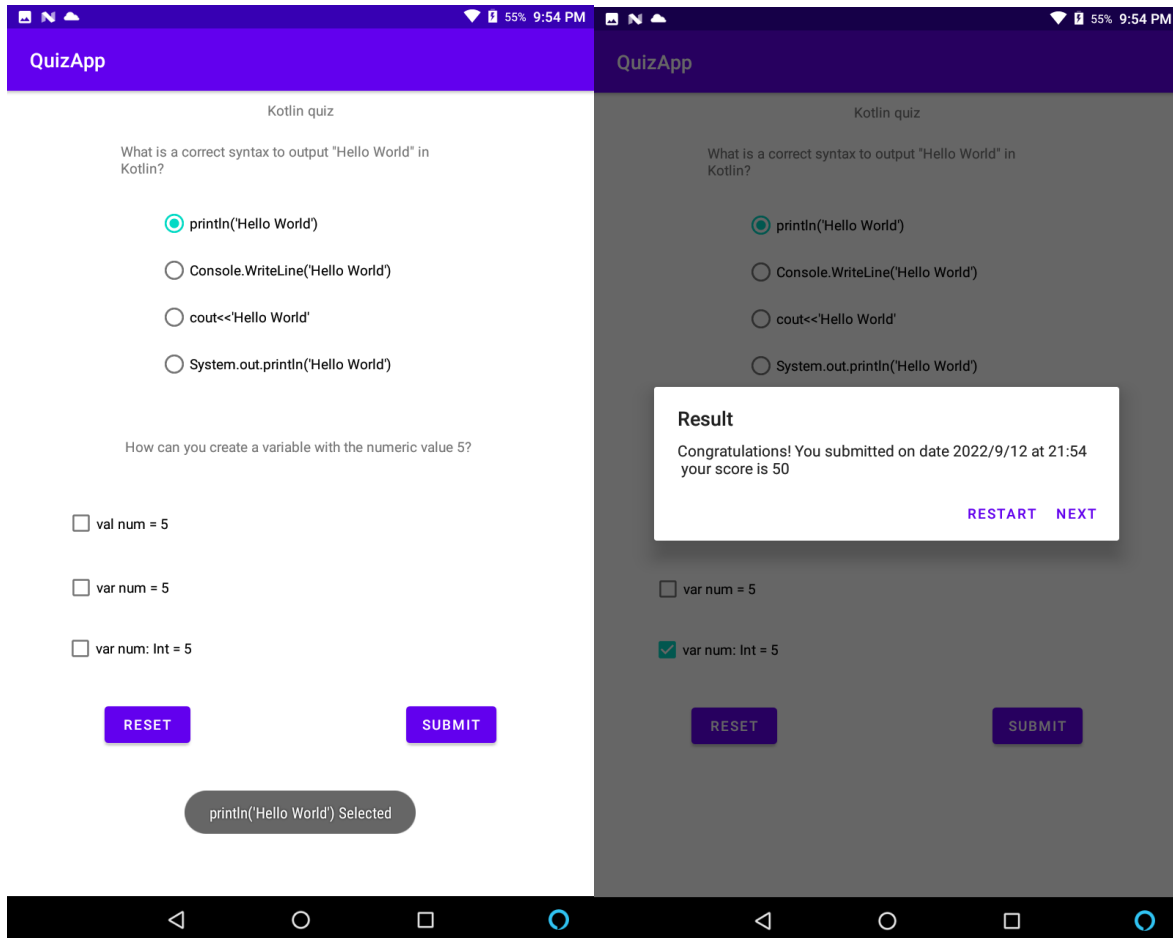 55% 9:54 PM
QuizApp
Kotlin quiz
What is a correct syntax to output "Hello World" in
Kotlin?
println('Hello World')
Console.WriteLine('Hello World')
cout<<'Hello World'
System.out.println('Hello World')
How can you create a variable with the numeric value 5?
val num = 5
var num = 5
var num: Int = 5
RESET SUBMIT
println('Hello World') Selected
55% 9:54 PM
QuizApp
Kotlin quiz
What is a correct syntax to output "Hello World" in
Kotlin?
println('Hello World')
Console.WriteLine('Hello World')
cout<<'Hello World'
System.out.println('Hello World')
Result
Congratulations! You submitted on date 2022/9/12 at 21:54
your score is 50
RESTART NEXT
var num = 5
var num: Int = 5
RESET SUBMIT